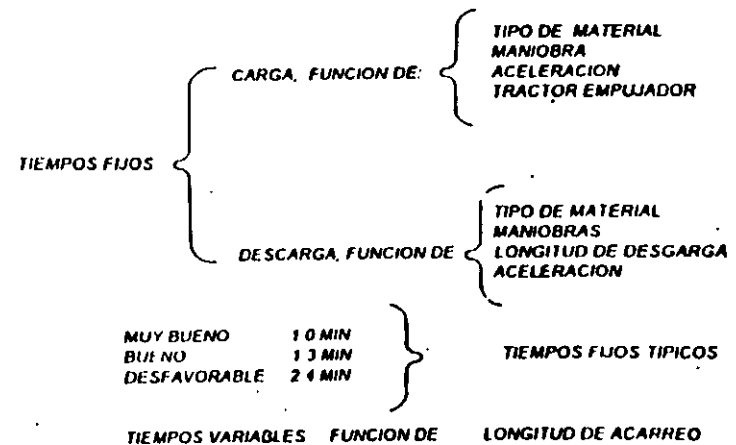 TIPO DE MATERIAL
MANIOBRA
CARGA, FUNCION DE:
ACELERACION
TRACTOR EMPUJADOR
TIEMPOS FIJOS
TIPO DE MATERIAL
MANIOBRAS
DESCARGA, FUNCION DE
LONGITUD DE DESGARGA
ACELERACION
MUY BUENO 1 0 MIN
BUENO 1 3 MIN
DESFAVORABLE 2 4 MIN
TIEMPOS FIJOS TIPICOS
TIEMPOS VARIABLES FUNCION DE LONGITUD DE ACARREO